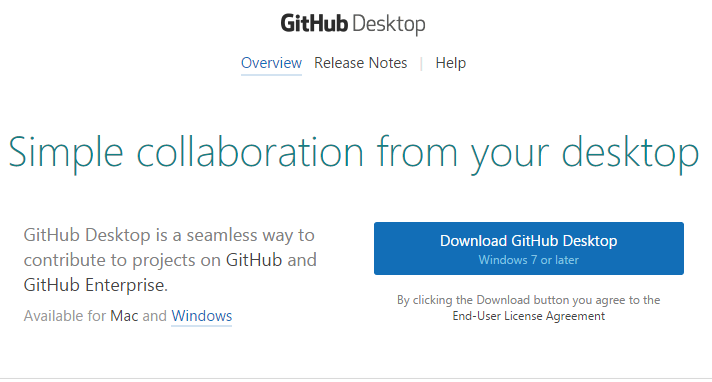 GitHub Desktop
Overview Release Notes | Help
Simple collaboration from your desktop
GitHub Desktop is a seamless way to
contribute to projects on GitHub and
GitHub Enterprise.
Available for Mac and Windows
Download GitHub Desktop
Windows 7 or later
By clicking the Download button you agree to the
End-User License Agreement